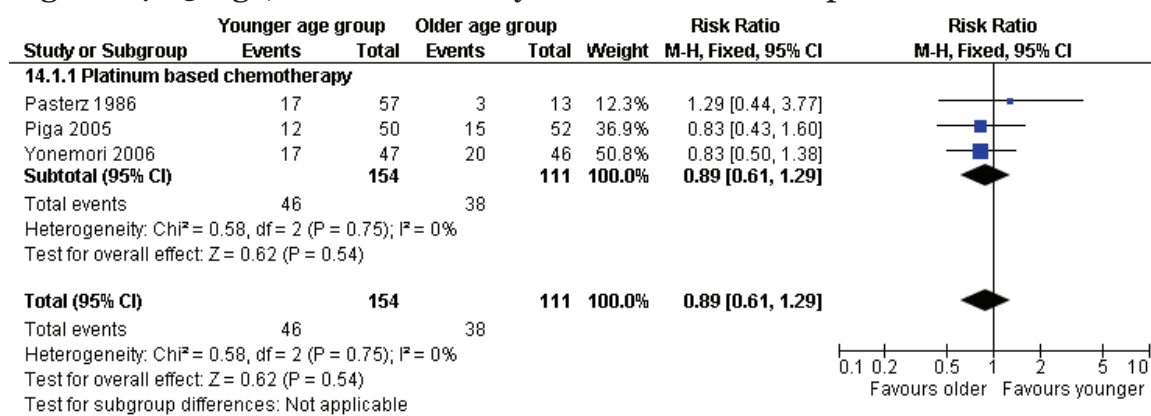 Younger age group Older age group Risk Ratio Risk Ratio
Study or Subgroup Events Total Events Total Weight M-H, Fixed, 95% CI M-H, Fixed, 95% CI
14.1.1 Platinum based chemotherapy
Pasterz 1986 17 57 3 13 12.3% 1.29 [0.44, 3.77]
Piga 2005 12 50 15 52 36.9% 0.83 [0.43, 1.60]
Yonemori 2006 17 47 20 46 50.8% 0.83 [0.50, 1.38]
Subtotal (95% CI) 154 111 100.0% 0.89 [0.61, 1.29]
Total events 46 38
Heterogeneity: Chi² = 0.58, df = 2 (P = 0.75); I² = 0%
Test for overall effect: Z = 0.62 (P = 0.54)
Total (95% CI) 154 111 100.0% 0.89 [0.61, 1.29]
Total events 46 38
Heterogeneity: Chi² = 0.58, df = 2 (P = 0.75); I² = 0%
Test for overall effect: Z = 0.62 (P = 0.54)
Test for subgroup differences: Not applicable
0.1 0.2 0.5 1 2 5 10
Favours older Favours younger